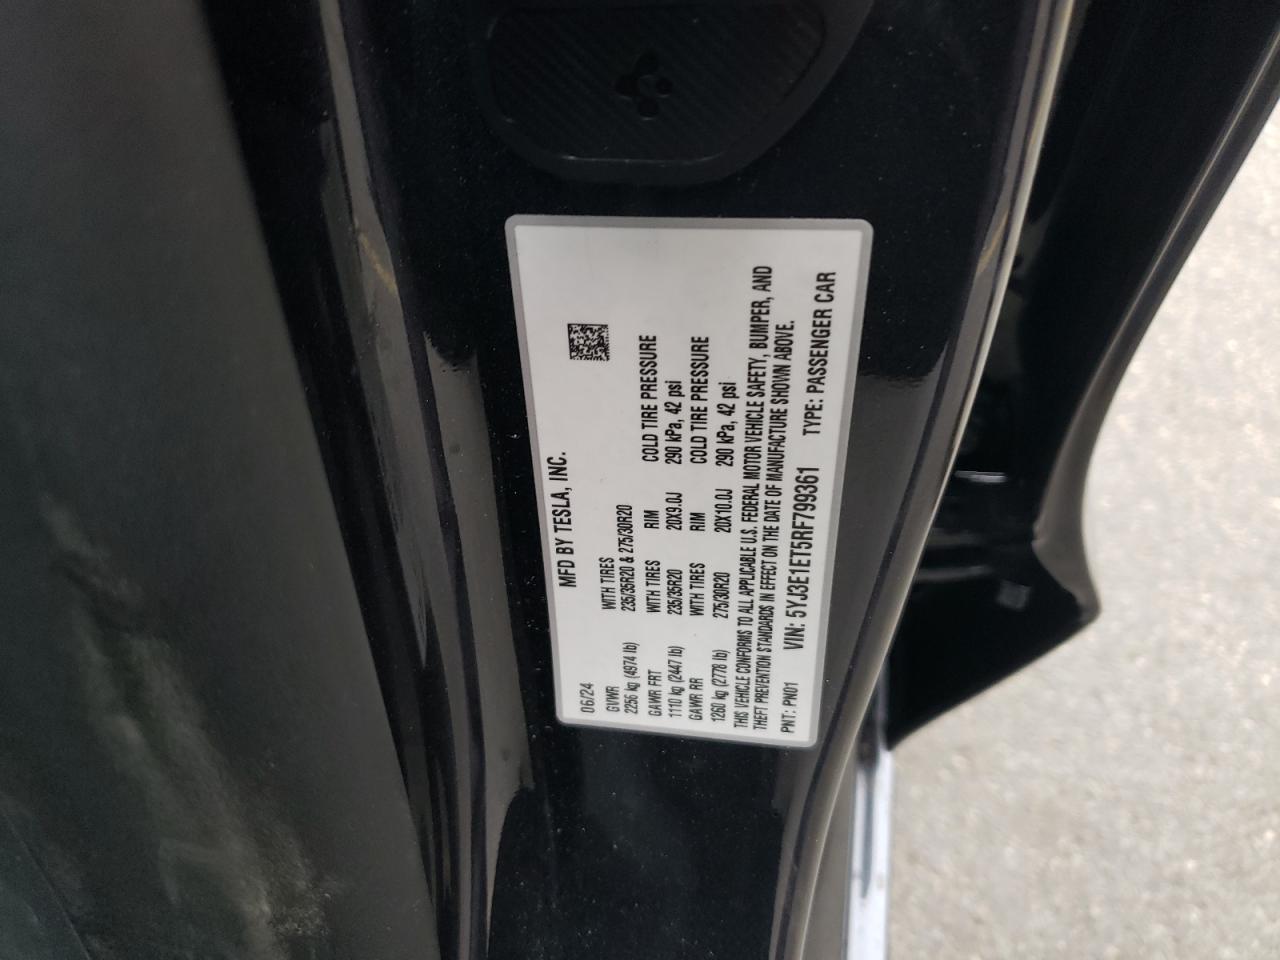 MFD BY TESLA, INC.
06/24
GVWR WITH TIRES
2256 kg (4974 lb) 235/35R20 & 275/30R20
GAWR FRT WITH TIRES RIM COLD TIRE PRESSURE
1110 kg (2447 lb) 235/35R20 20X9.0J 290 kPa, 42 psi
GAWR RR WITH TIRES RIM COLD TIRE PRESSURE
1260 kg (2778 lb) 275/30R20 20X10.0J 290 kPa, 42 psi
THIS VEHICLE CONFORMS TO ALL APPLICABLE U.S. FEDERAL MOTOR VEHICLE SAFETY, BUMPER, AND
THEFT PREVENTION STANDARDS IN EFFECT ON THE DATE OF MANUFACTURE SHOWN ABOVE.
PNT: PN01 VIN: 5YJ3E1ET5RF799361 TYPE: PASSENGER CAR